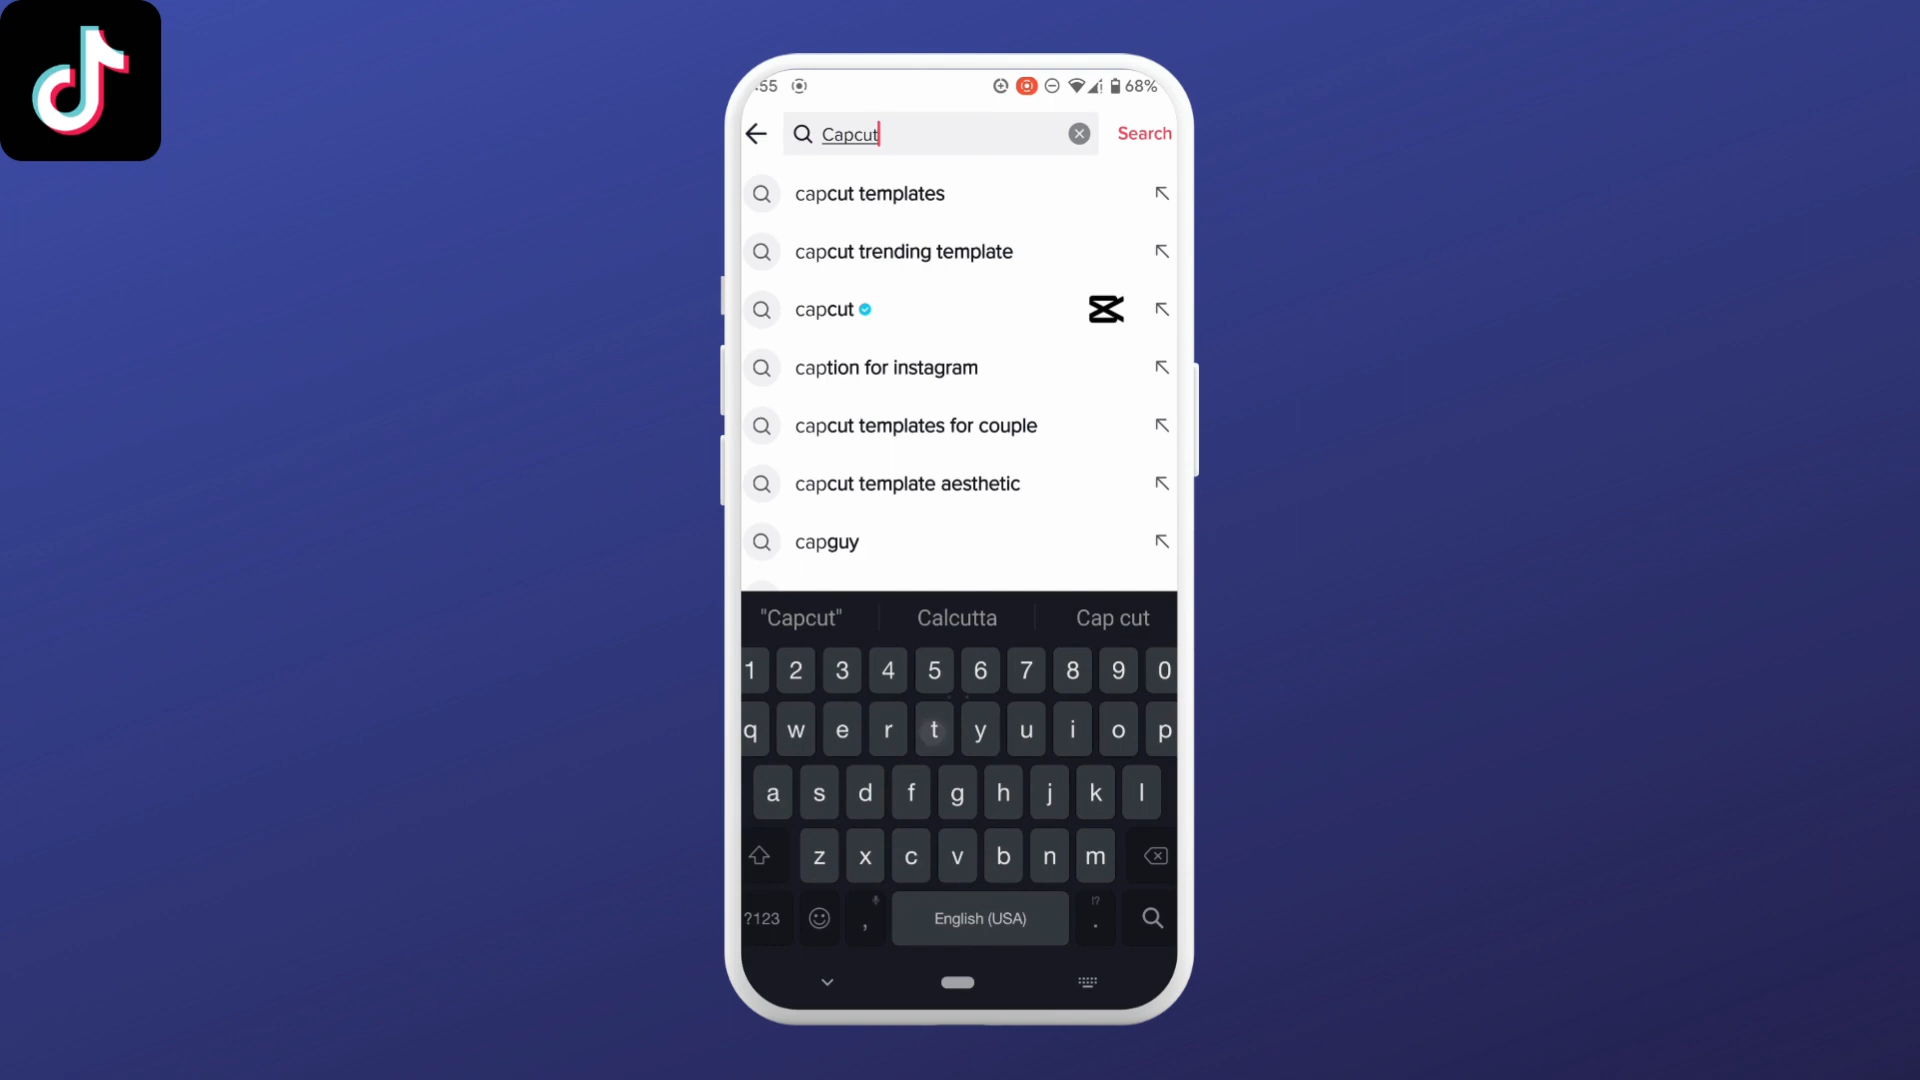 :55 68%
Capcut Search
capcut templates
capcut trending template
capcut
caption for instagram
capcut templates for couple
capcut template aesthetic
capguy
"Capcut" Calcutta Cap cut
1 2 3 4 5 6 7 8 9 0
q w e r t y u i o p
a s d f g h j k l
z x c v b n m
?123 , English (USA) !? .